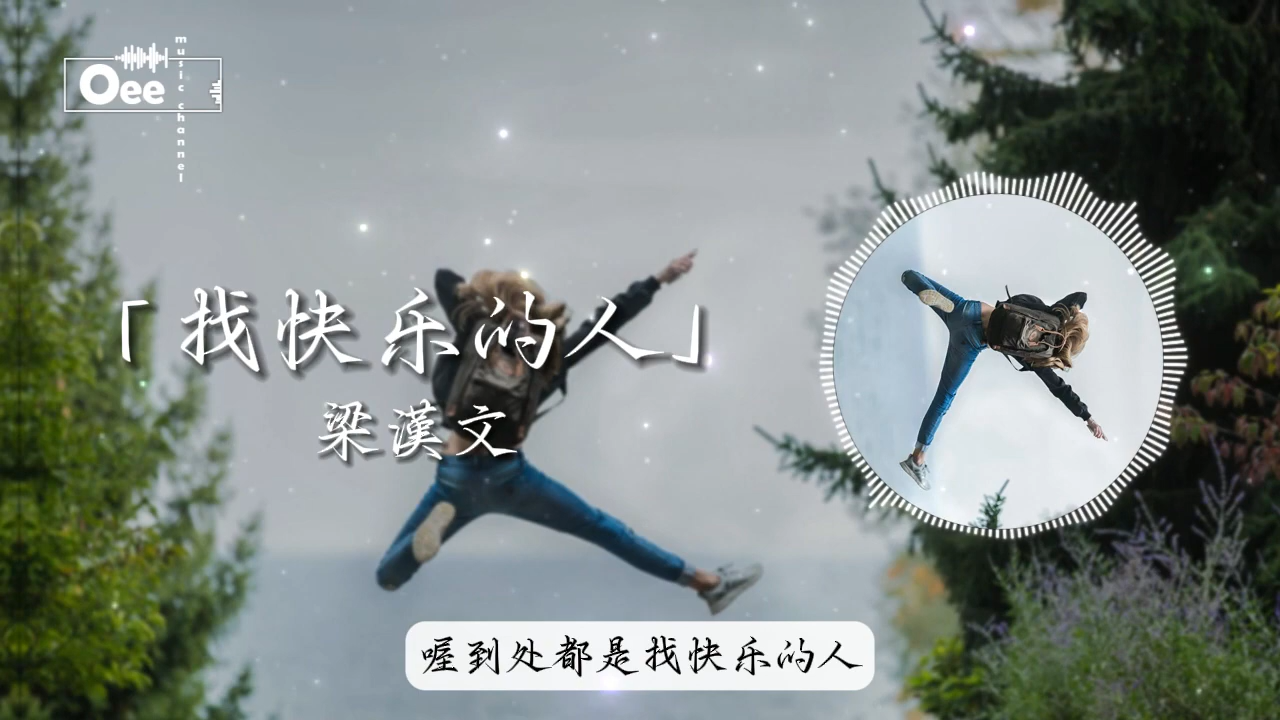 Oee
music channel
「找快乐的人」
梁漢文
喔到处都是找快乐的人